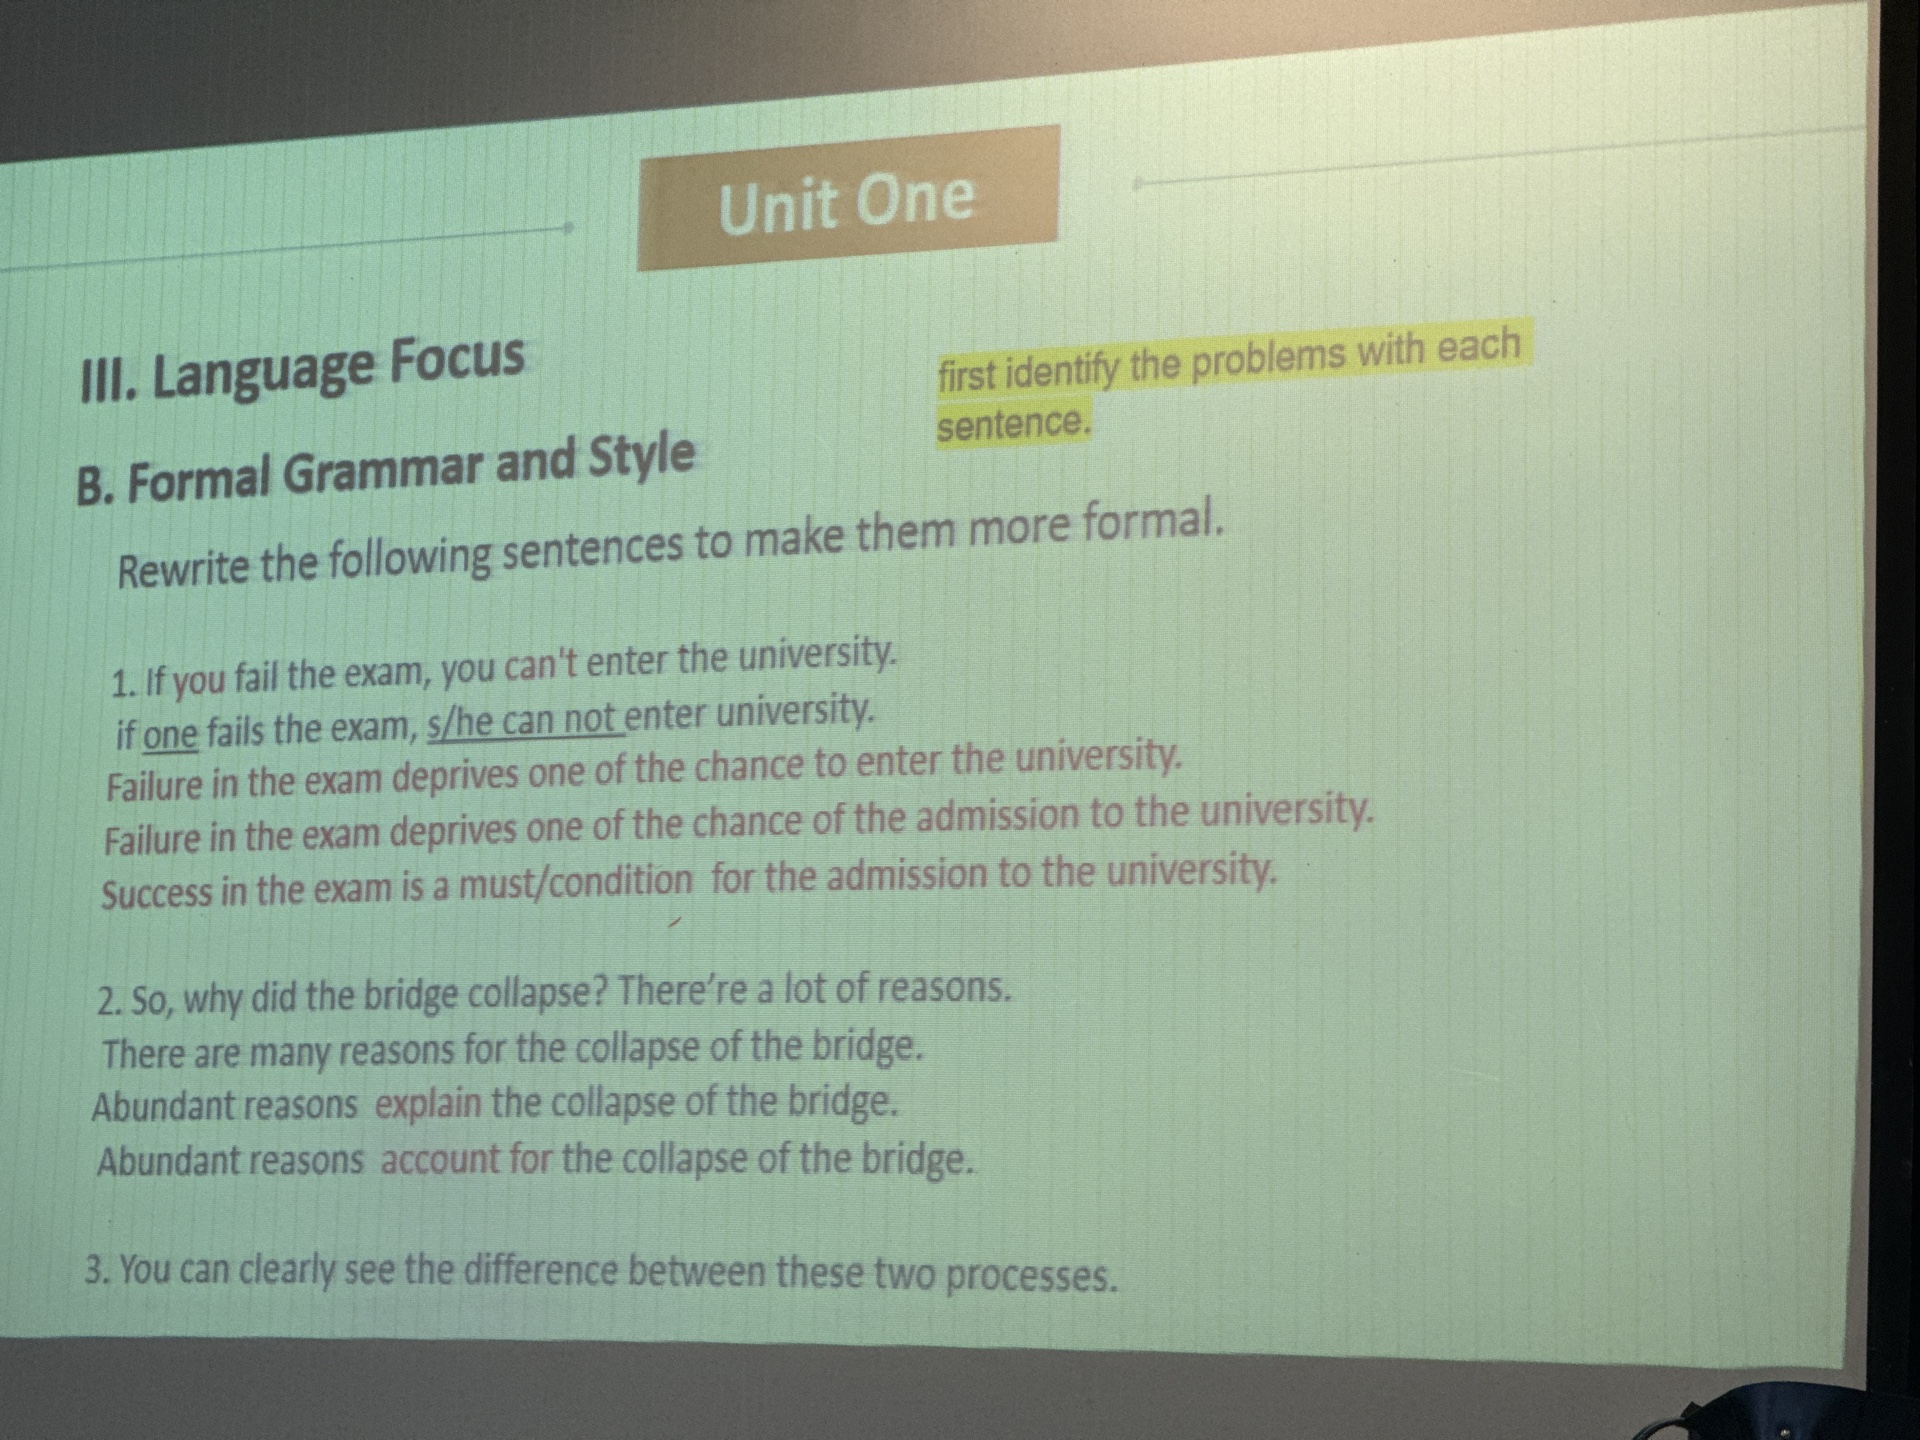 Unit One
III. Language Focus
first identify the problems with each
sentence.
B. Formal Grammar and Style
Rewrite the following sentences to make them more formal.
1. If you fail the exam, you can't enter the university.
if one fails the exam, s/he can not enter university.
Failure in the exam deprives one of the chance to enter the university.
Failure in the exam deprives one of the chance of the admission to the university.
Success in the exam is a must/condition for the admission to the university.
2. So, why did the bridge collapse? There’re a lot of reasons.
There are many reasons for the collapse of the bridge.
Abundant reasons explain the collapse of the bridge.
Abundant reasons account for the collapse of the bridge.
3. You can clearly see the difference between these two processes.